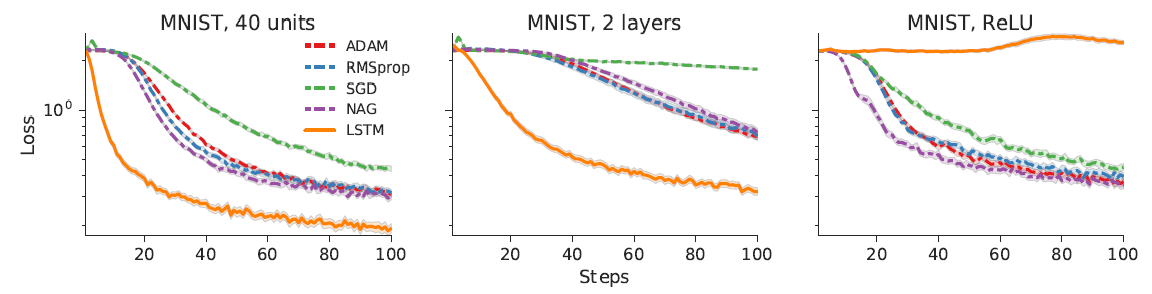 MNIST, 40 units
MNIST, 2 layers
MNIST, ReLU
ADAM
RMSprop
SGD
NAG
LSTM
Loss
10^0
20 40 60 80 100
20 40 60 80 100
20 40 60 80 100
Steps